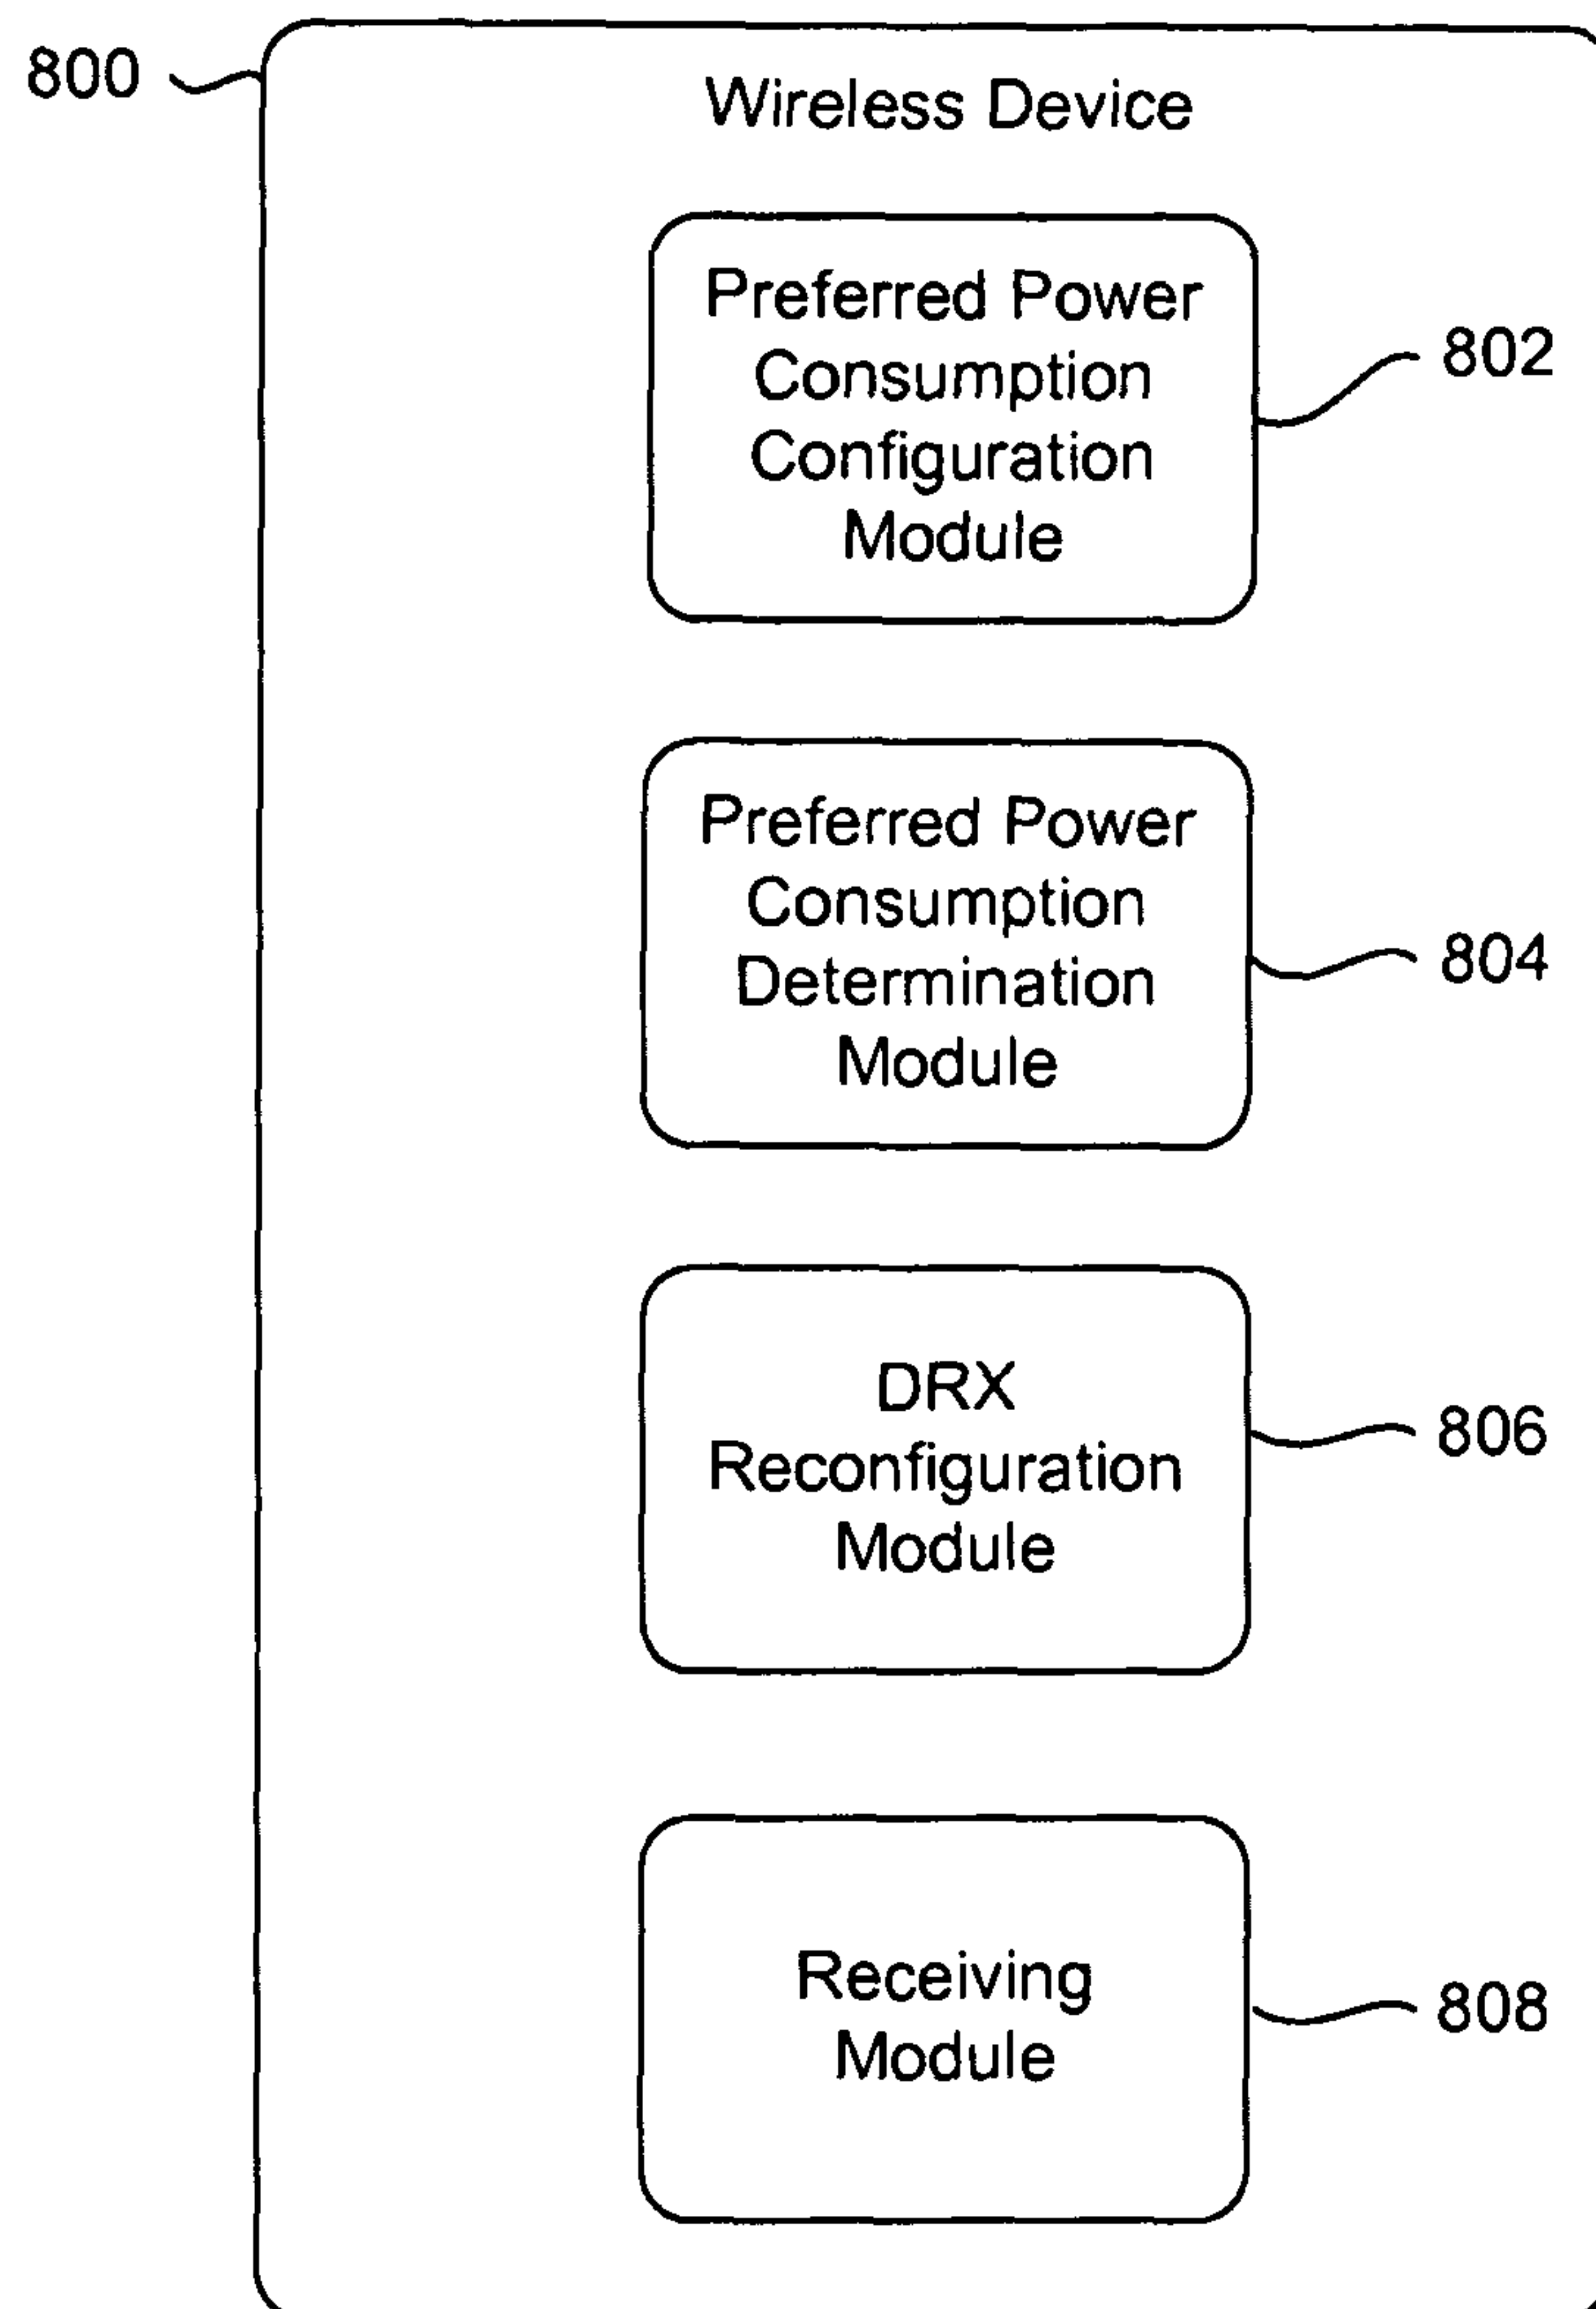 800
Wireless Device
Preferred Power
Consumption
Configuration
Module
802
Preferred Power
Consumption
Determination
Module
804
DRX
Reconfiguration
Module
806
Receiving
Module
808